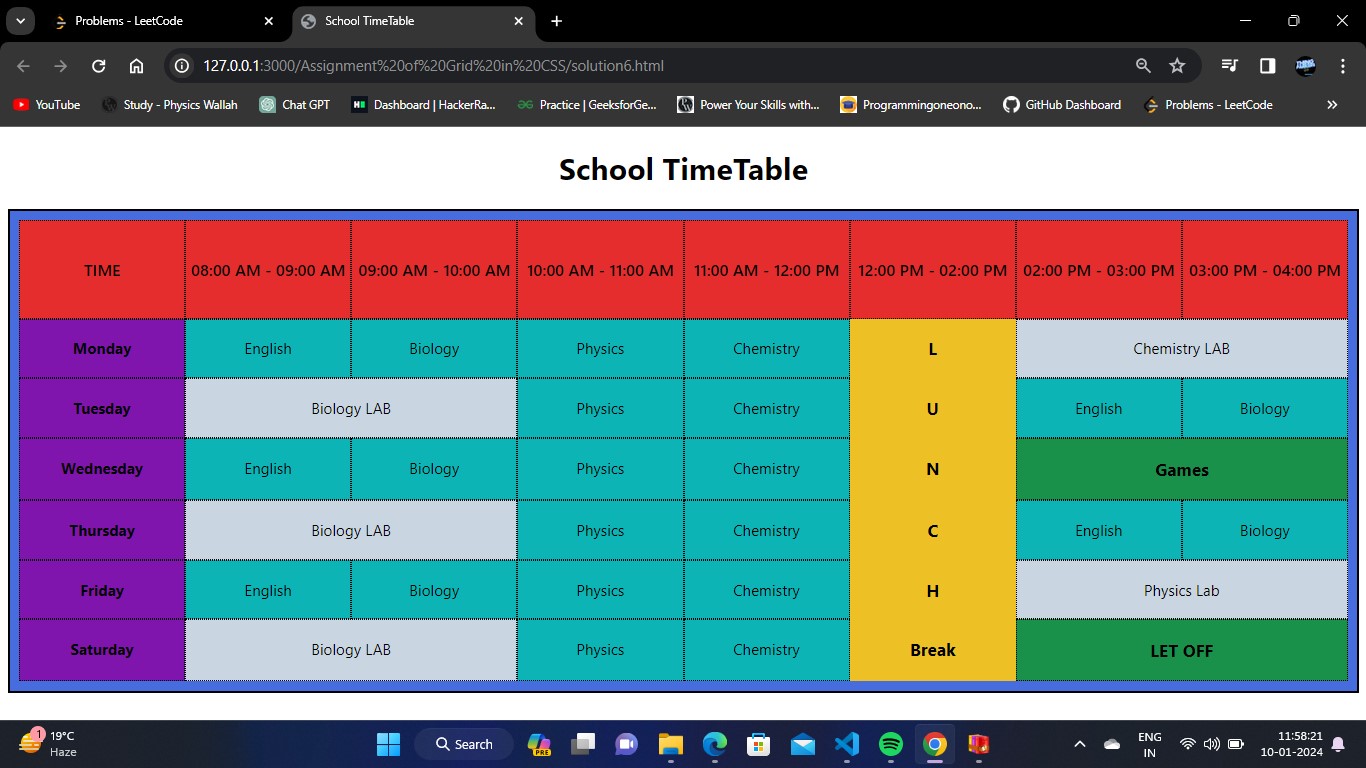 Problems - LeetCode
School TimeTable
127.0.0.1:3000/Assignment%20of%20Grid%20in%20CSS/solution6.html
YouTube Study - Physics Wallah Chat GPT Dashboard | HackerRa... Practice | GeeksforGe... Power Your Skills with... Programmingoneono... GitHub Dashboard Problems - LeetCode
School TimeTable
TIME 08:00 AM - 09:00 AM 09:00 AM - 10:00 AM 10:00 AM - 11:00 AM 11:00 AM - 12:00 PM 12:00 PM - 02:00 PM 02:00 PM - 03:00 PM 03:00 PM - 04:00 PM
Monday English Biology Physics Chemistry L Chemistry LAB
Tuesday Biology LAB Physics Chemistry U English Biology
Wednesday English Biology Physics Chemistry N Games
Thursday Biology LAB Physics Chemistry C English Biology
Friday English Biology Physics Chemistry H Physics Lab
Saturday Biology LAB Physics Chemistry Break LET OFF
1
19°C
Haze
Search
PRE
ENG
IN
11:58:21
10-01-2024